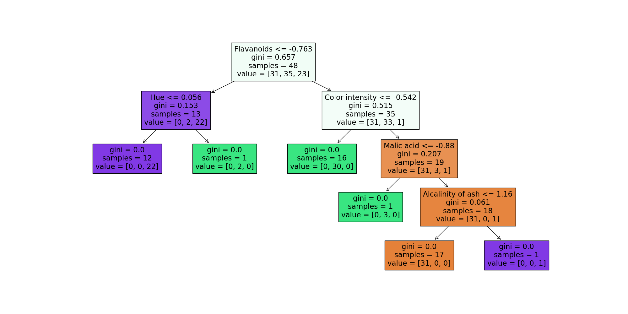 Flavanoids <= -0.763
gini = 0.657
samples = 48
value = [31, 35, 23]
Hue <= 0.056
gini = 0.153
samples = 13
value = [0, 2, 22]
Color intensity <= 0.542
gini = 0.515
samples = 35
value = [31, 33, 1]
gini = 0.0
samples = 12
value = [0, 0, 22]
gini = 0.0
samples = 1
value = [0, 2, 0]
gini = 0.0
samples = 16
value = [0, 30, 0]
Malic acid <= -0.88
gini = 0.207
samples = 19
value = [31, 3, 1]
gini = 0.0
samples = 1
value = [0, 3, 0]
Alcalinity of ash <= 1.16
gini = 0.061
samples = 18
value = [31, 0, 1]
gini = 0.0
samples = 17
value = [31, 0, 0]
gini = 0.0
samples = 1
value = [0, 0, 1]